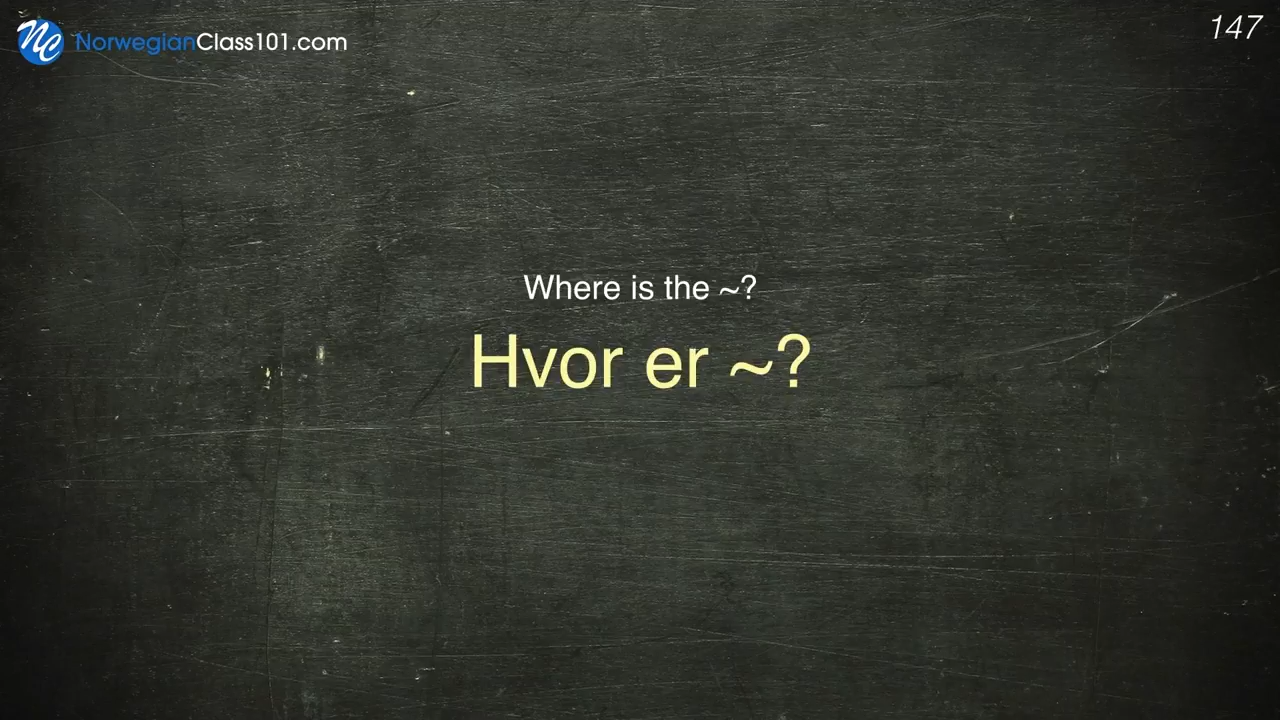 NorwegianClass101.com
147
Where is the ~?
Hvor er ~?